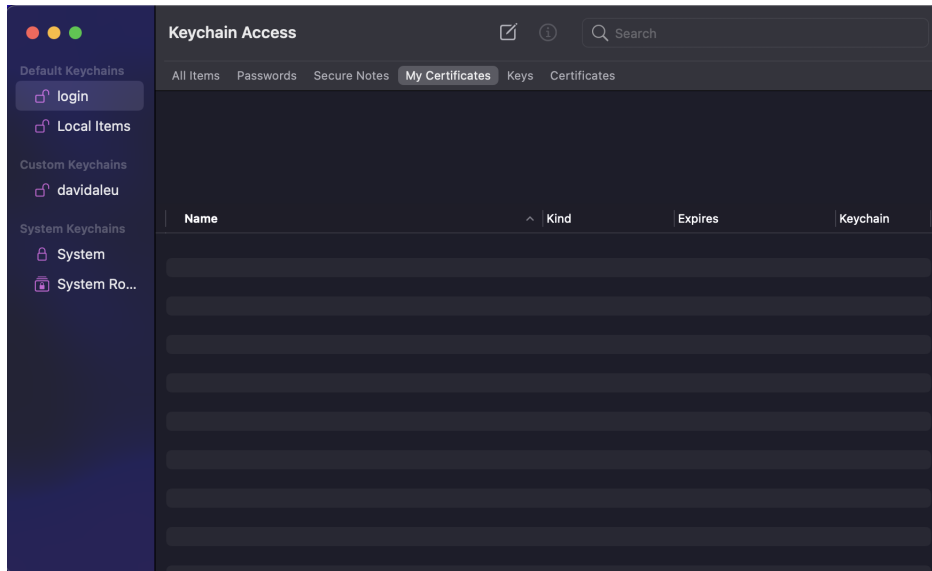 Keychain Access
Search
All Items Passwords Secure Notes My Certificates Keys Certificates
Default Keychains
login
Local Items
Custom Keychains
davidaleu
System Keychains
System
System Ro...
Name Kind Expires Keychain